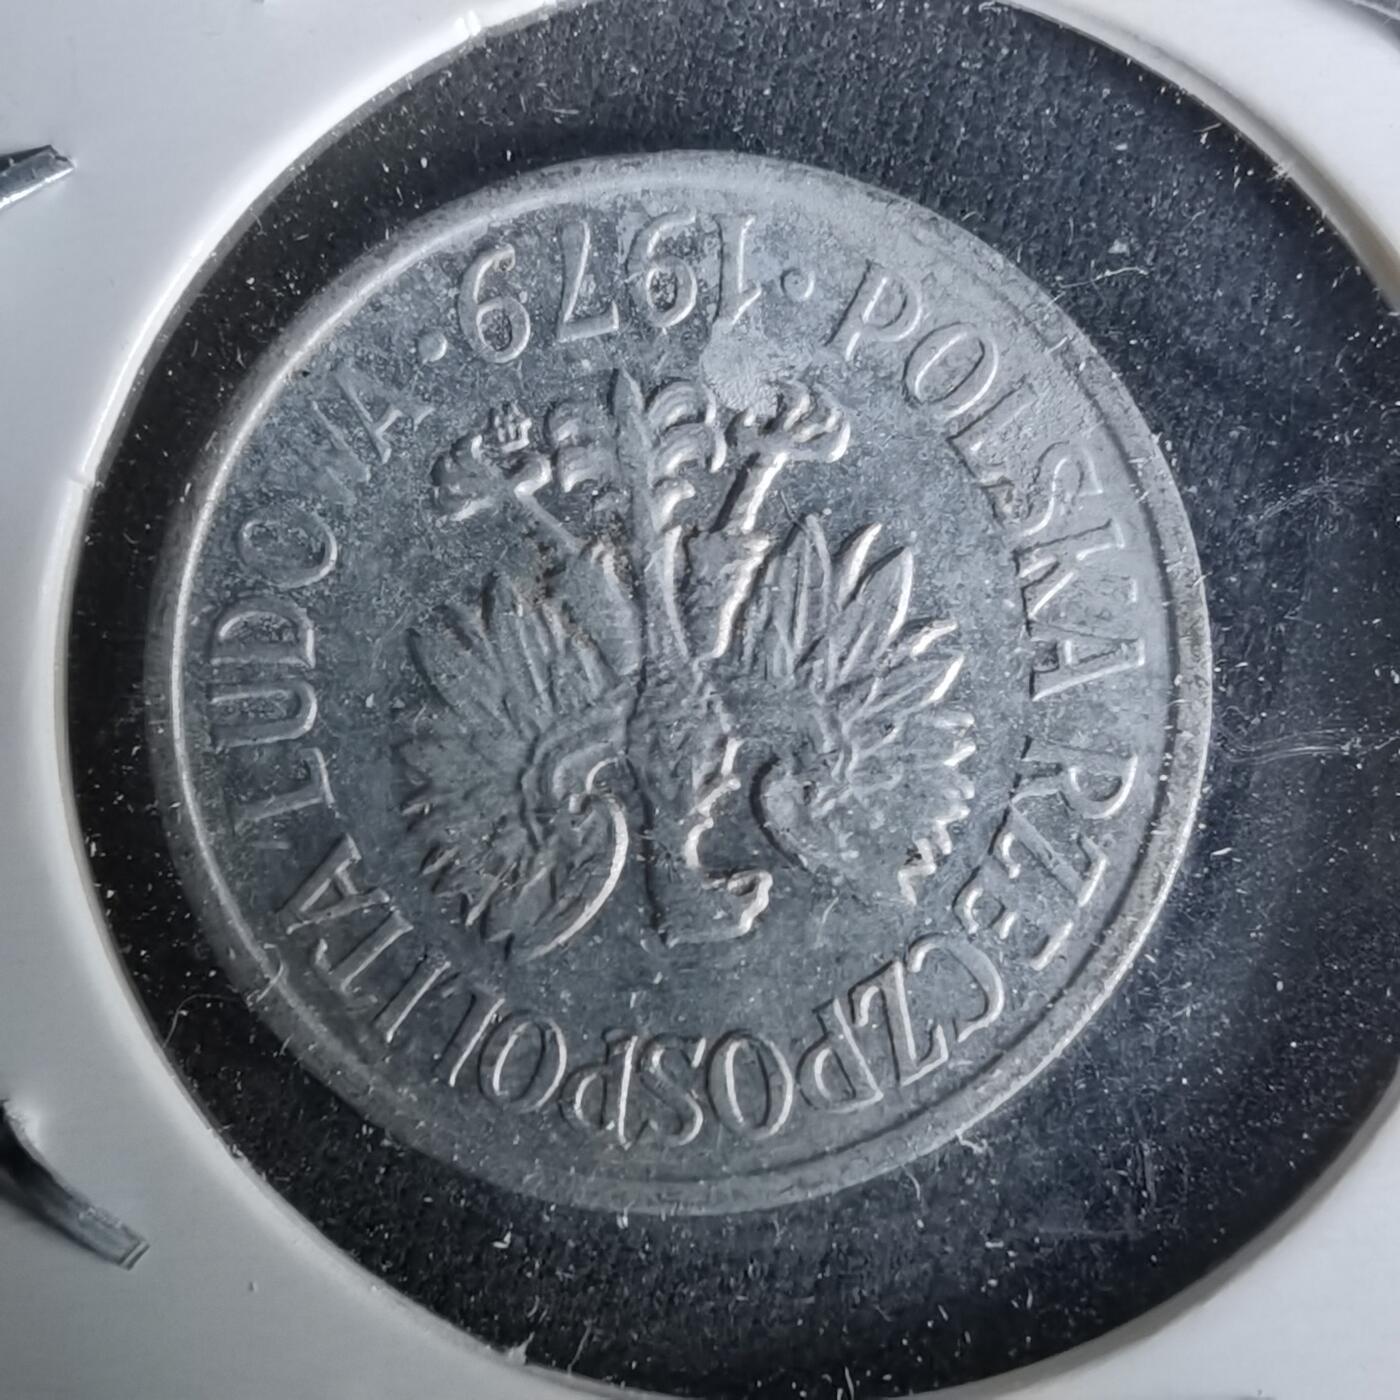 POLSKA RZECZPOSPOLITA LUDOWA
· 1979 ·